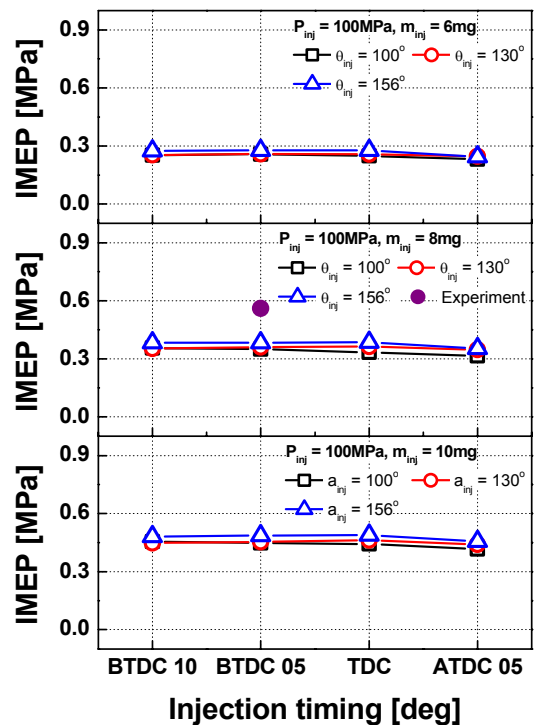 P_inj = 100MPa, m_inj = 6mg
θ_inj = 100° θ_inj = 130°
θ_inj = 156°
IMEP [MPa]
0.9
0.6
0.3
0.0
P_inj = 100MPa, m_inj = 8mg
θ_inj = 100° θ_inj = 130°
θ_inj = 156° Experiment
IMEP [MPa]
0.9
0.6
0.3
0.0
P_inj = 100MPa, m_inj = 10mg
a_inj = 100° a_inj = 130°
a_inj = 156°
IMEP [MPa]
0.9
0.6
0.3
0.0
BTDC 10 BTDC 05 TDC ATDC 05
Injection timing [deg]